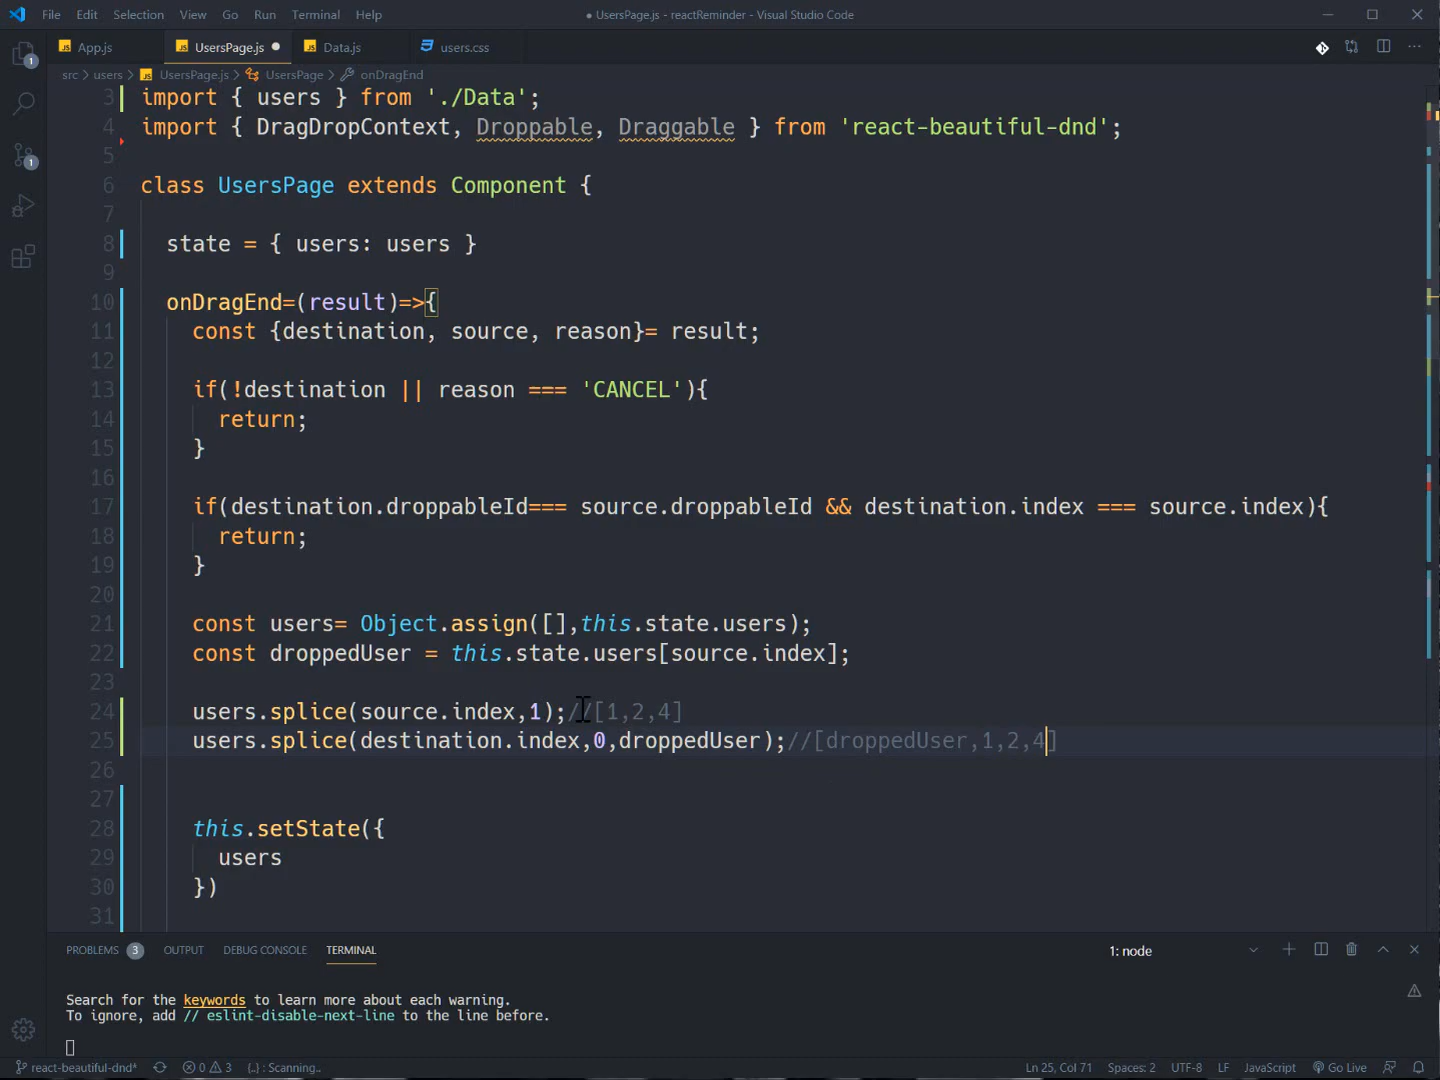 File Edit Selection View Go Run Terminal Help ● UsersPage.js - reactReminder - Visual Studio Code
JS App.js JS UsersPage.js ● JS Data.js users.css
src > users > JS UsersPage.js > UsersPage > onDragEnd
3 import { users } from './Data';
4 import { DragDropContext, Droppable, Draggable } from 'react-beautiful-dnd';
5
6 class UsersPage extends Component {
7
8 state = { users: users }
9
10 onDragEnd=(result)=>{
11 const {destination, source, reason}= result;
12
13 if(!destination || reason === 'CANCEL'){
14 return;
15 }
16
17 if(destination.droppableId=== source.droppableId && destination.index === source.index){
18 return;
19 }
20
21 const users= Object.assign([],this.state.users);
22 const droppedUser = this.state.users[source.index];
23
24 users.splice(source.index,1);//[1,2,4]
25 users.splice(destination.index,0,droppedUser);//[droppedUser,1,2,4]
26
27
28 this.setState({
29 users
30 })
31
1
1
PROBLEMS 3 OUTPUT DEBUG CONSOLE TERMINAL 1: node
Search for the keywords to learn more about each warning.
To ignore, add // eslint-disable-next-line to the line before.
react-beautiful-dnd* 0 3 {..} : Scanning.. Ln 25, Col 71 Spaces: 2 UTF-8 LF JavaScript Go Live